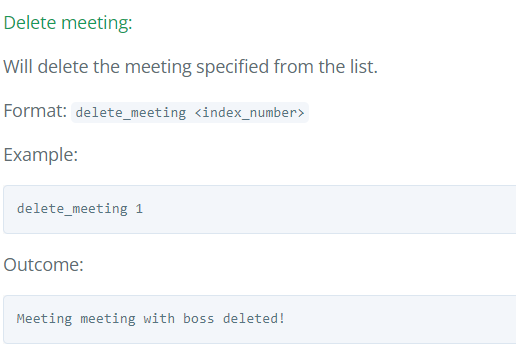 Delete meeting:
Will delete the meeting specified from the list.
Format: delete_meeting <index_number>
Example:
delete_meeting 1
Outcome:
Meeting meeting with boss deleted!